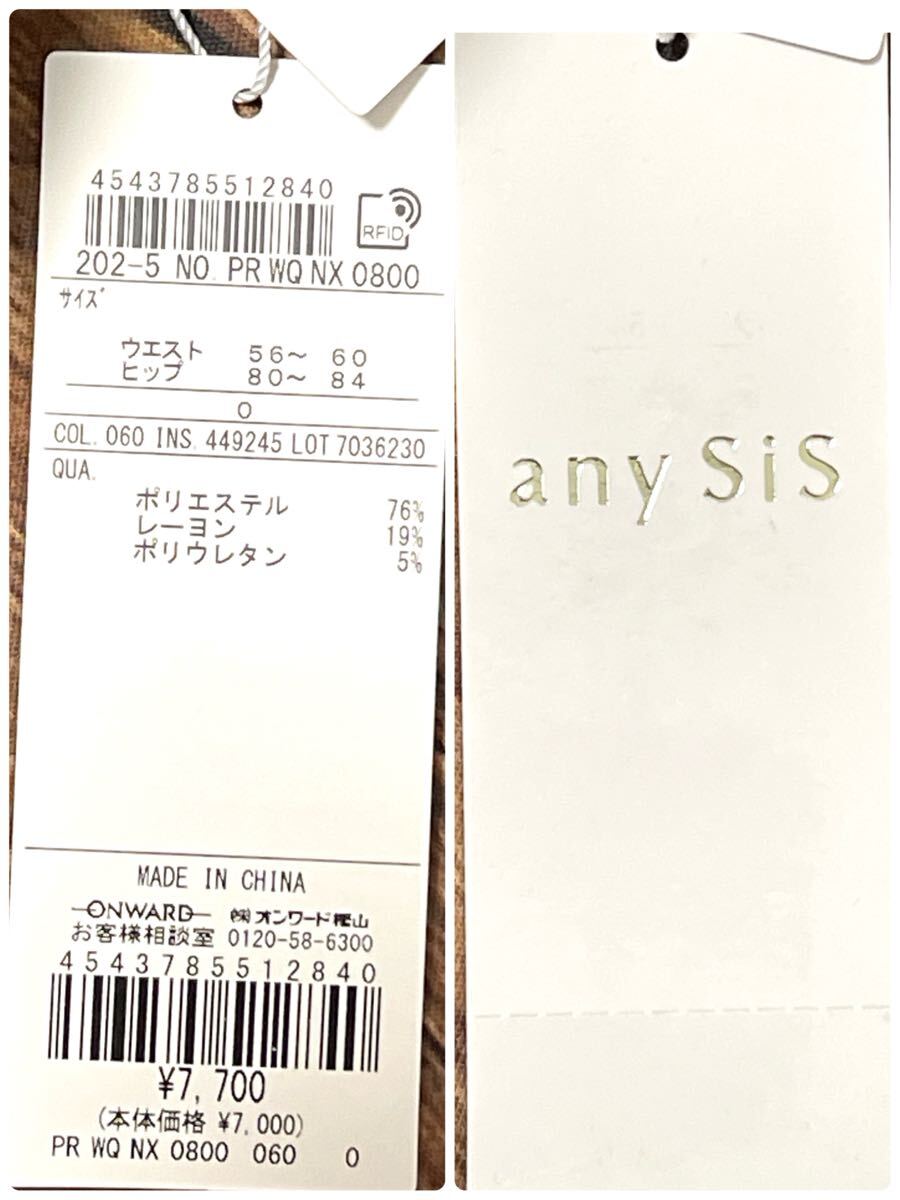 4543785512840
RFID
202-5 NO. PR WQ NX 0800
サイズ
ウエスト 56〜 60
ヒップ 80〜 84
0
COL. 060 INS. 449245 LOT 7036230
QUA.
ポリエステル 76%
レーヨン 19%
ポリウレタン 5%
MADE IN CHINA
ONWARD ㈱オンワード樫山
お客様相談室 0120-58-6300
4543785512840
¥7,700
(本体価格 ¥7,000)
PR WQ NX 0800 060 0
any SiS